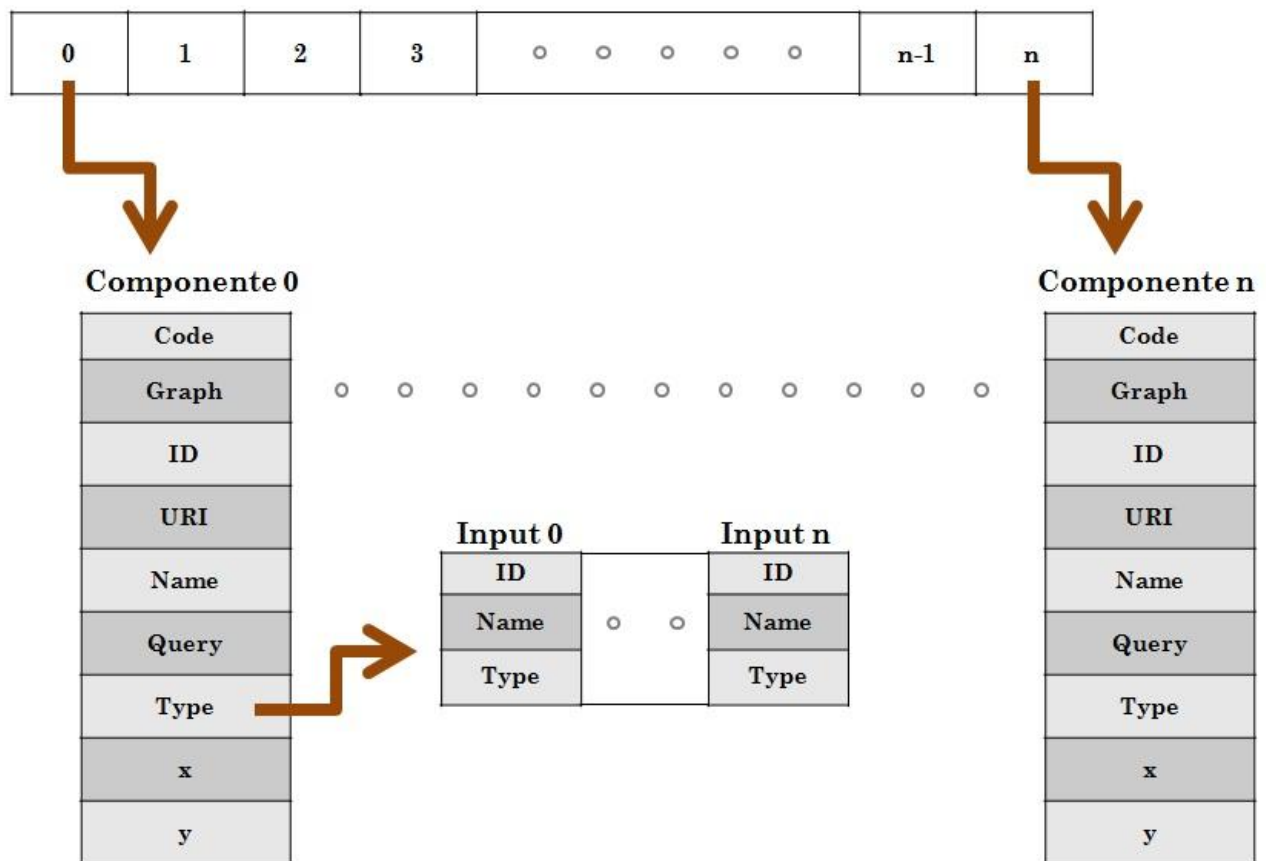 0 1 2 3 n-1 n
Componente 0 Componente n
Code Code
Graph Graph
ID ID
URI URI
Input 0 Input n
ID ID
Name Name
Name Name
Query Query
Type Type
Type Type
x x
y y